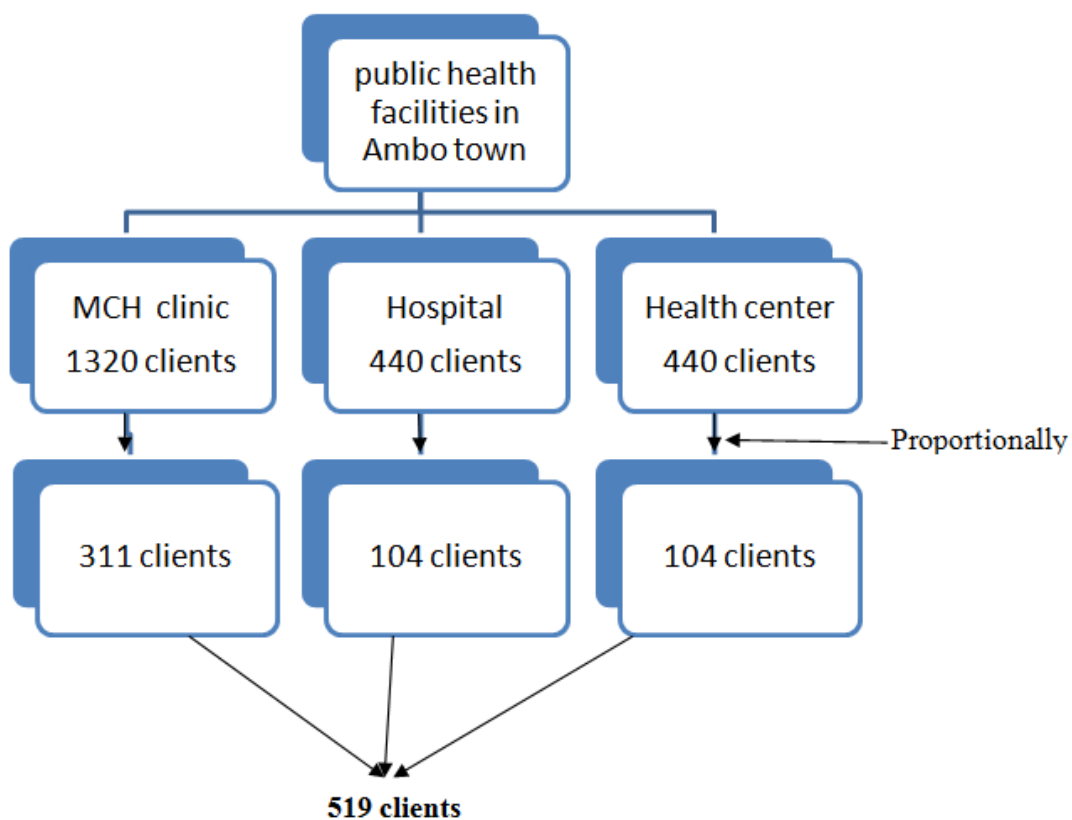 public health
facilities in
Ambo town
MCH clinic
1320 clients
Hospital
440 clients
Health center
440 clients
Proportionally
311 clients
104 clients
104 clients
519 clients